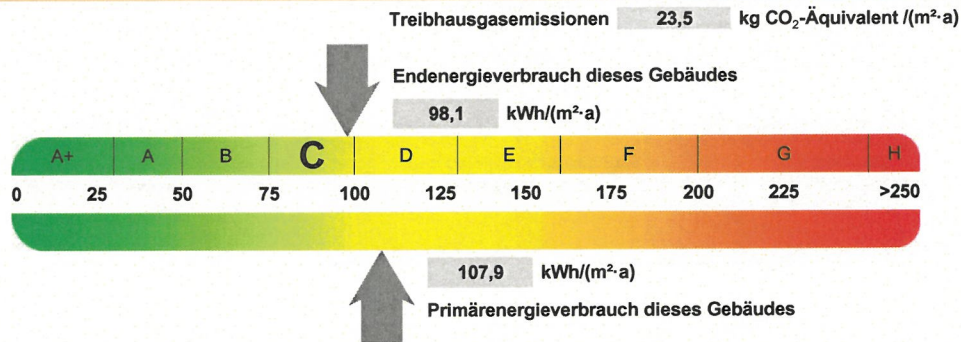 Treibhausgasemissionen 23,5 kg CO₂-Äquivalent /(m²·a)
Endenergieverbrauch dieses Gebäudes
98,1 kWh/(m²·a)
A+ A B C D E F G H
0 25 50 75 100 125 150 175 200 225 >250
107,9 kWh/(m²·a)
Primärenergieverbrauch dieses Gebäudes